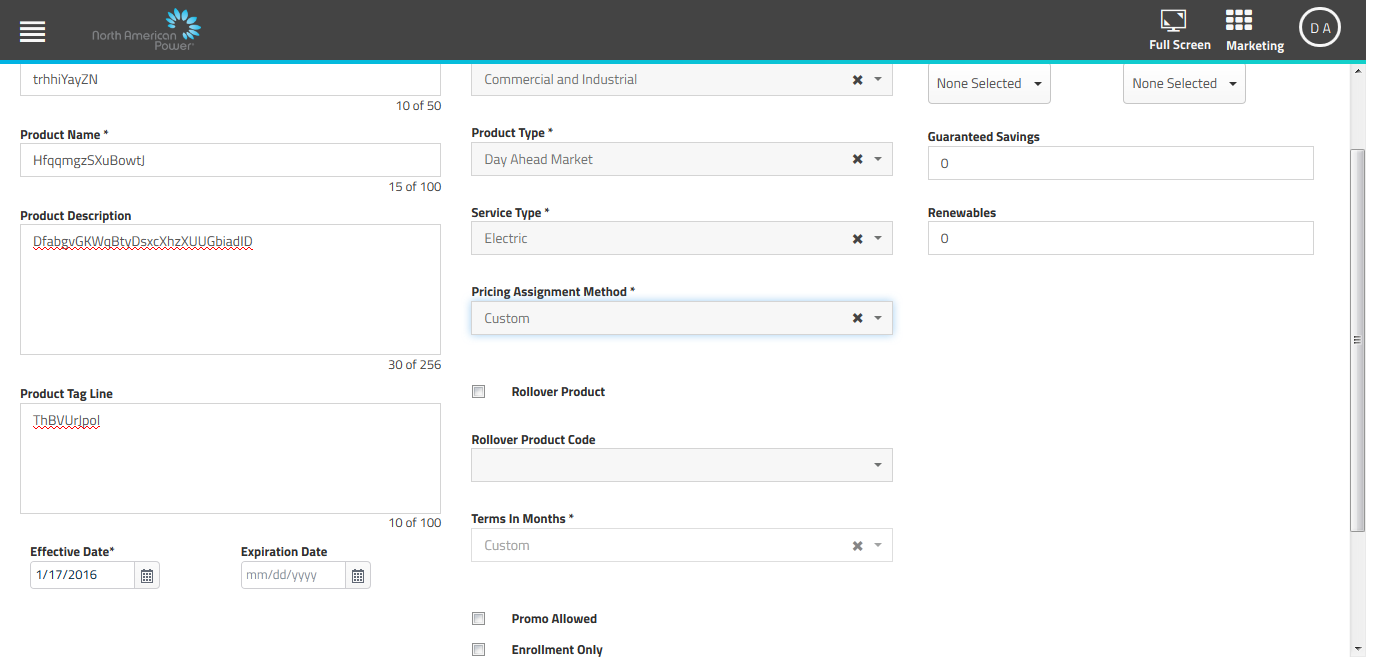 North American
Power
Full Screen
Marketing
D A
trhhiYayZN
10 of 50
Product Name *
HfqqmgzSXuBowtJ
15 of 100
Product Description
DfabgvGKWqBtyDsxcXhzXUUGbiadID
30 of 256
Product Tag Line
ThBVUrJpol
10 of 100
Effective Date*
1/17/2016
Expiration Date
mm/dd/yyyy
Commercial and Industrial
Product Type *
Day Ahead Market
Service Type *
Electric
Pricing Assignment Method *
Custom
Rollover Product
Rollover Product Code
Terms In Months *
Custom
Promo Allowed
Enrollment Only
None Selected
None Selected
Guaranteed Savings
0
Renewables
0